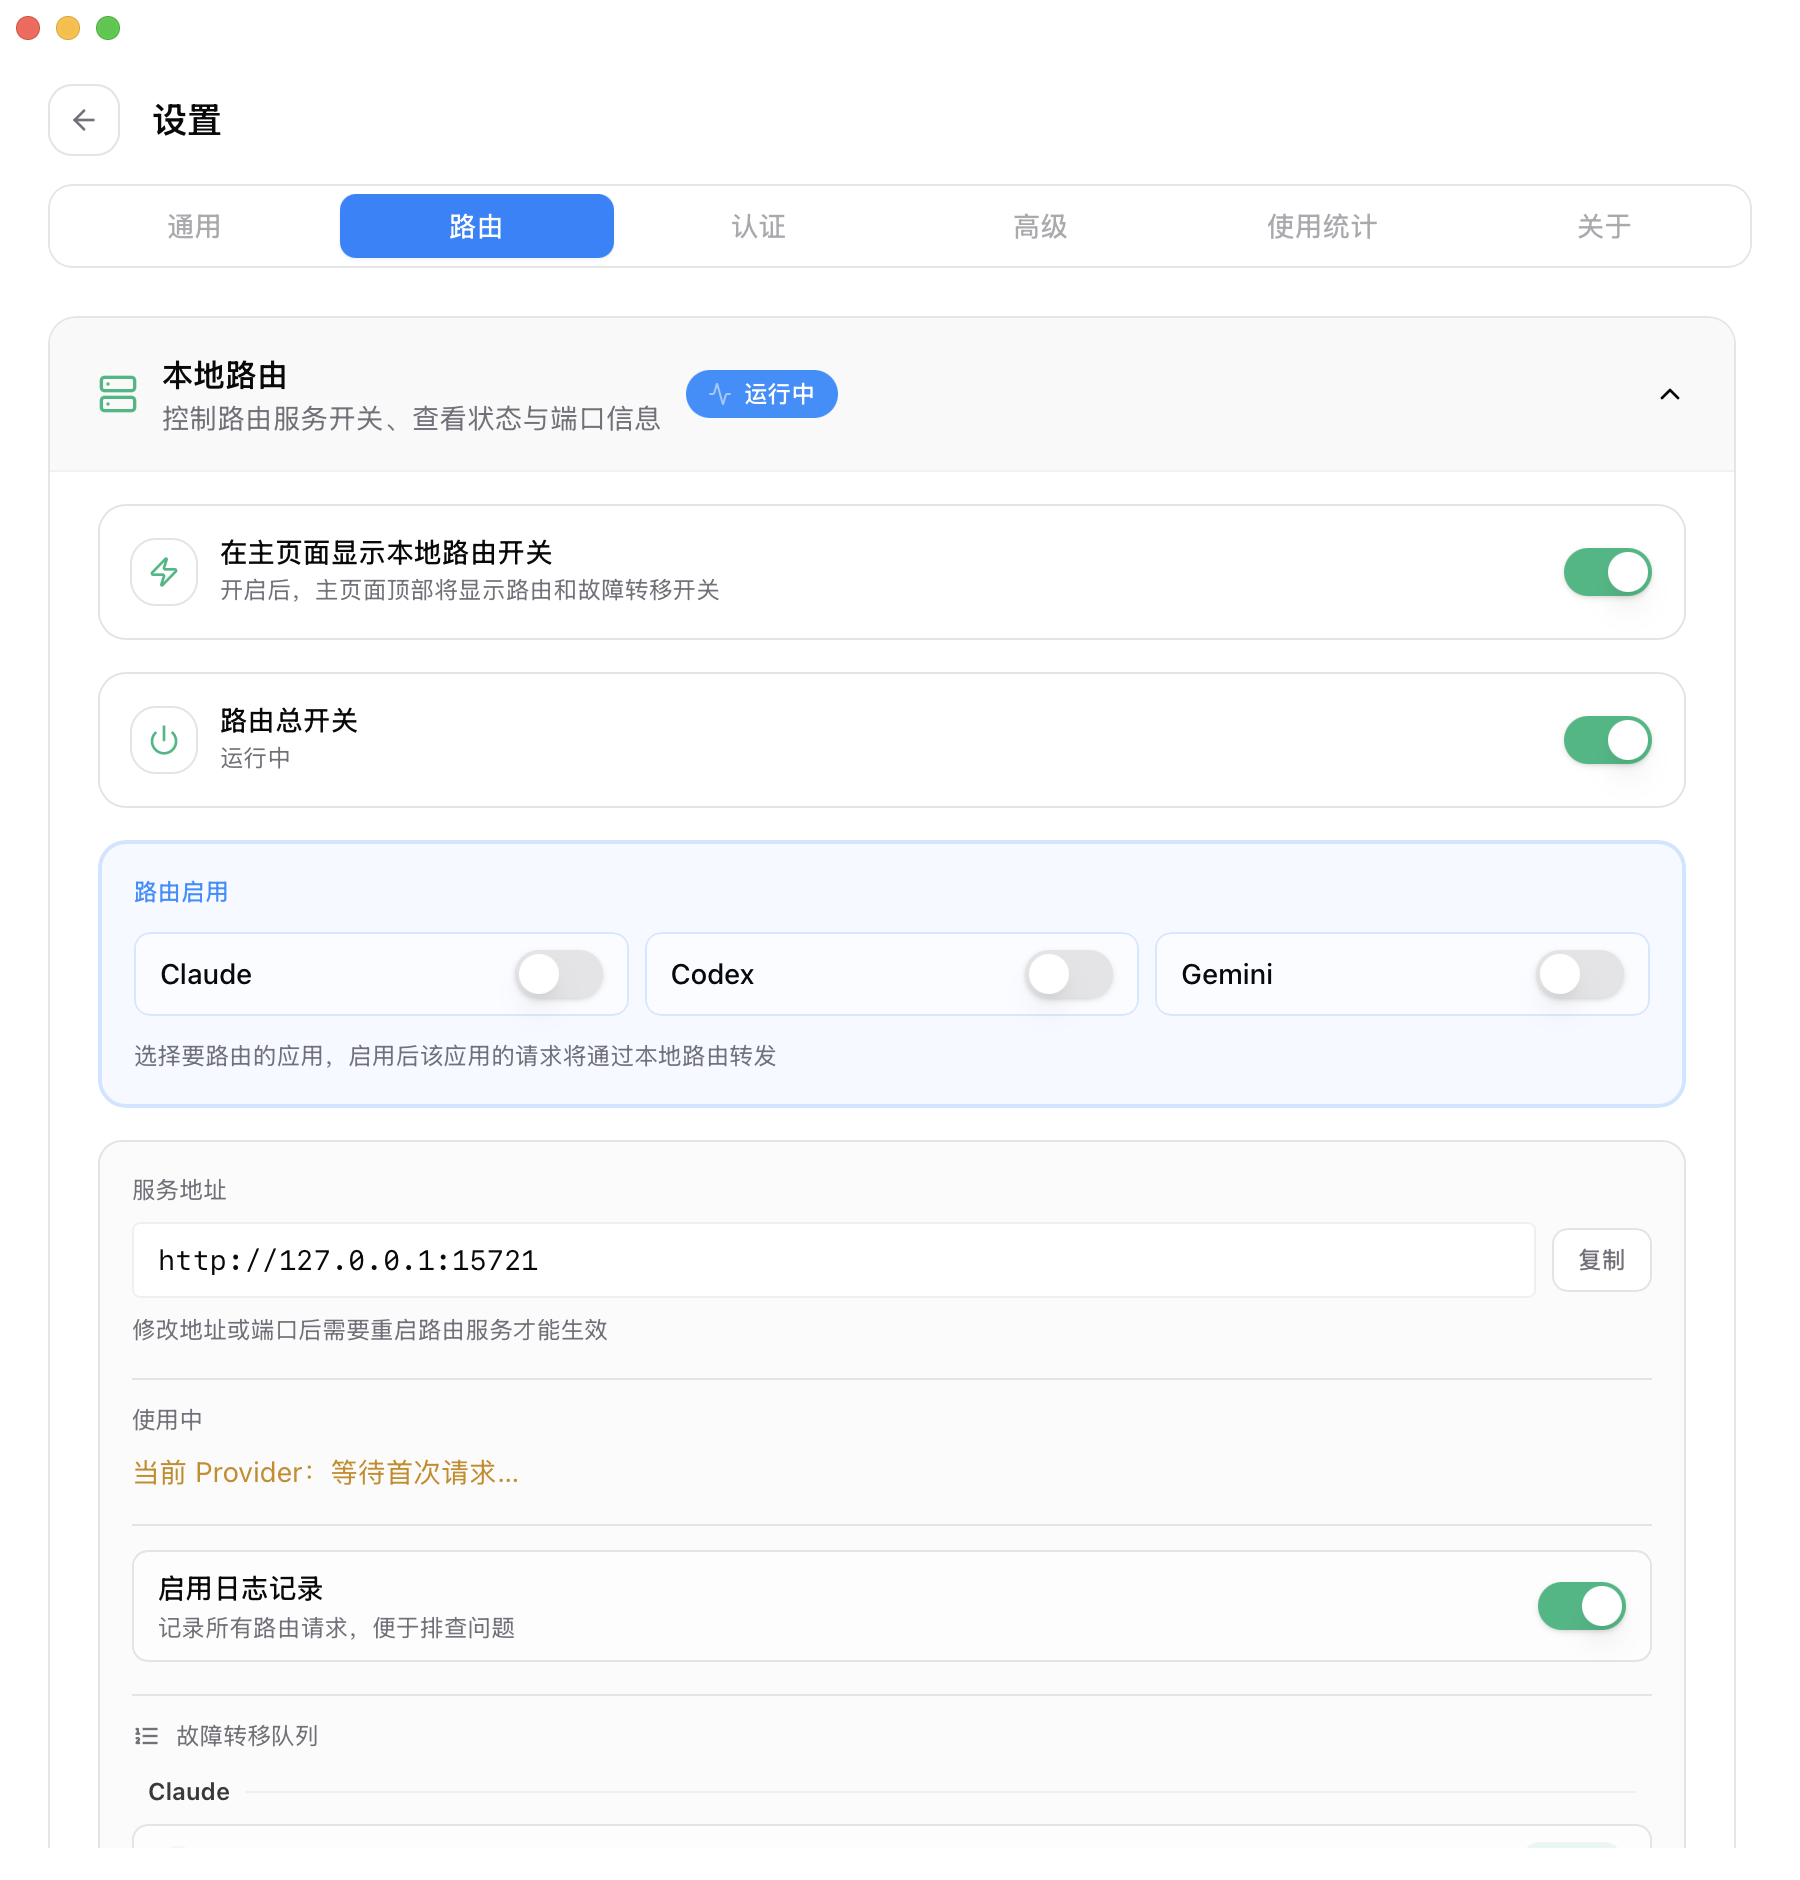 设置
通用
路由
认证
高级
使用统计
关于
本地路由
控制路由服务开关、查看状态与端口信息
运行中
在主页面显示本地路由开关
开启后，主页面顶部将显示路由和故障转移开关
路由总开关
运行中
路由启用
Claude
Codex
Gemini
选择要路由的应用，启用后该应用的请求将通过本地路由转发
服务地址
http://127.0.0.1:15721
复制
修改地址或端口后需要重启路由服务才能生效
使用中
当前 Provider：等待首次请求...
启用日志记录
记录所有路由请求，便于排查问题
故障转移队列
Claude